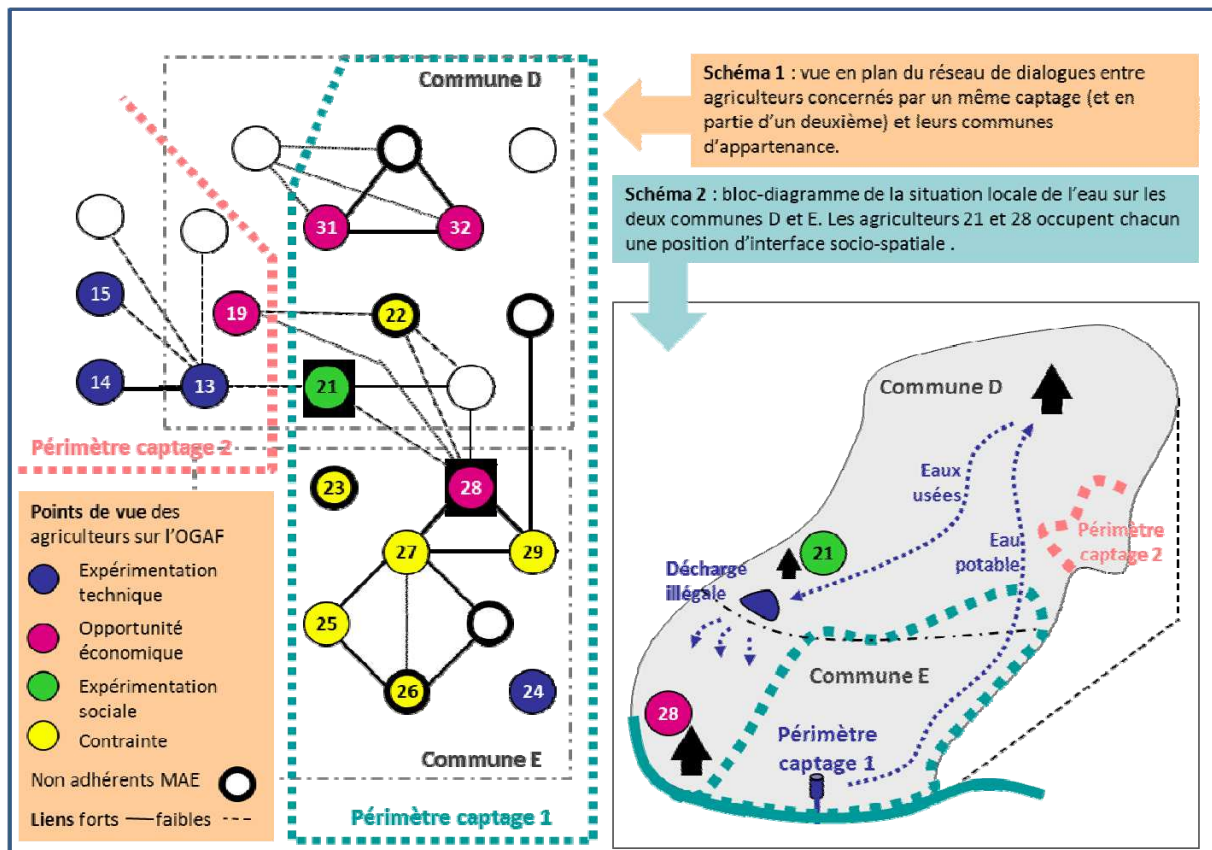 Commune D
Schéma 1 : vue en plan du réseau de dialogues entre
agriculteurs concernés par un même captage (et en
partie d’un deuxième) et leurs communes
d’appartenance.
Schéma 2 : bloc-diagramme de la situation locale de l’eau sur les
deux communes D et E. Les agriculteurs 21 et 28 occupent chacun
une position d’interface socio-spatiale .
31
32
15
19
22
14
13
21
Périmètre captage 2
23
28
27
29
25
26
24
Commune E
Périmètre captage 1
Points de vue des
agriculteurs sur l’OGAF
Expérimentation
technique
Opportunité
économique
Expérimentation
sociale
Contrainte
Non adhérents MAE
Liens forts faibles
Commune D
Eaux
usées
Périmètre
captage 2
21
Eau
potable
Décharge
illégale
Commune E
28
Périmètre
captage 1